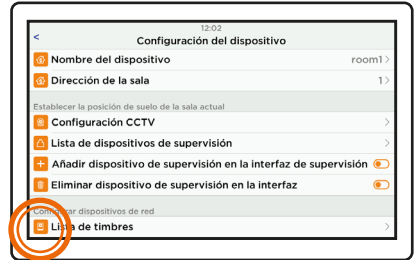 12:02
< Configuración del dispositivo
Nombre del dispositivo room1 >
Dirección de la sala 1 >
Establecer la posición de suelo de la sala actual
Configuración CCTV >
Lista de dispositivos de supervisión >
Añadir dispositivo de supervisión en la interfaz de supervisión
Eliminar dispositivo de supervisión en la interfaz
Configurar dispositivos de red
Lista de timbres >